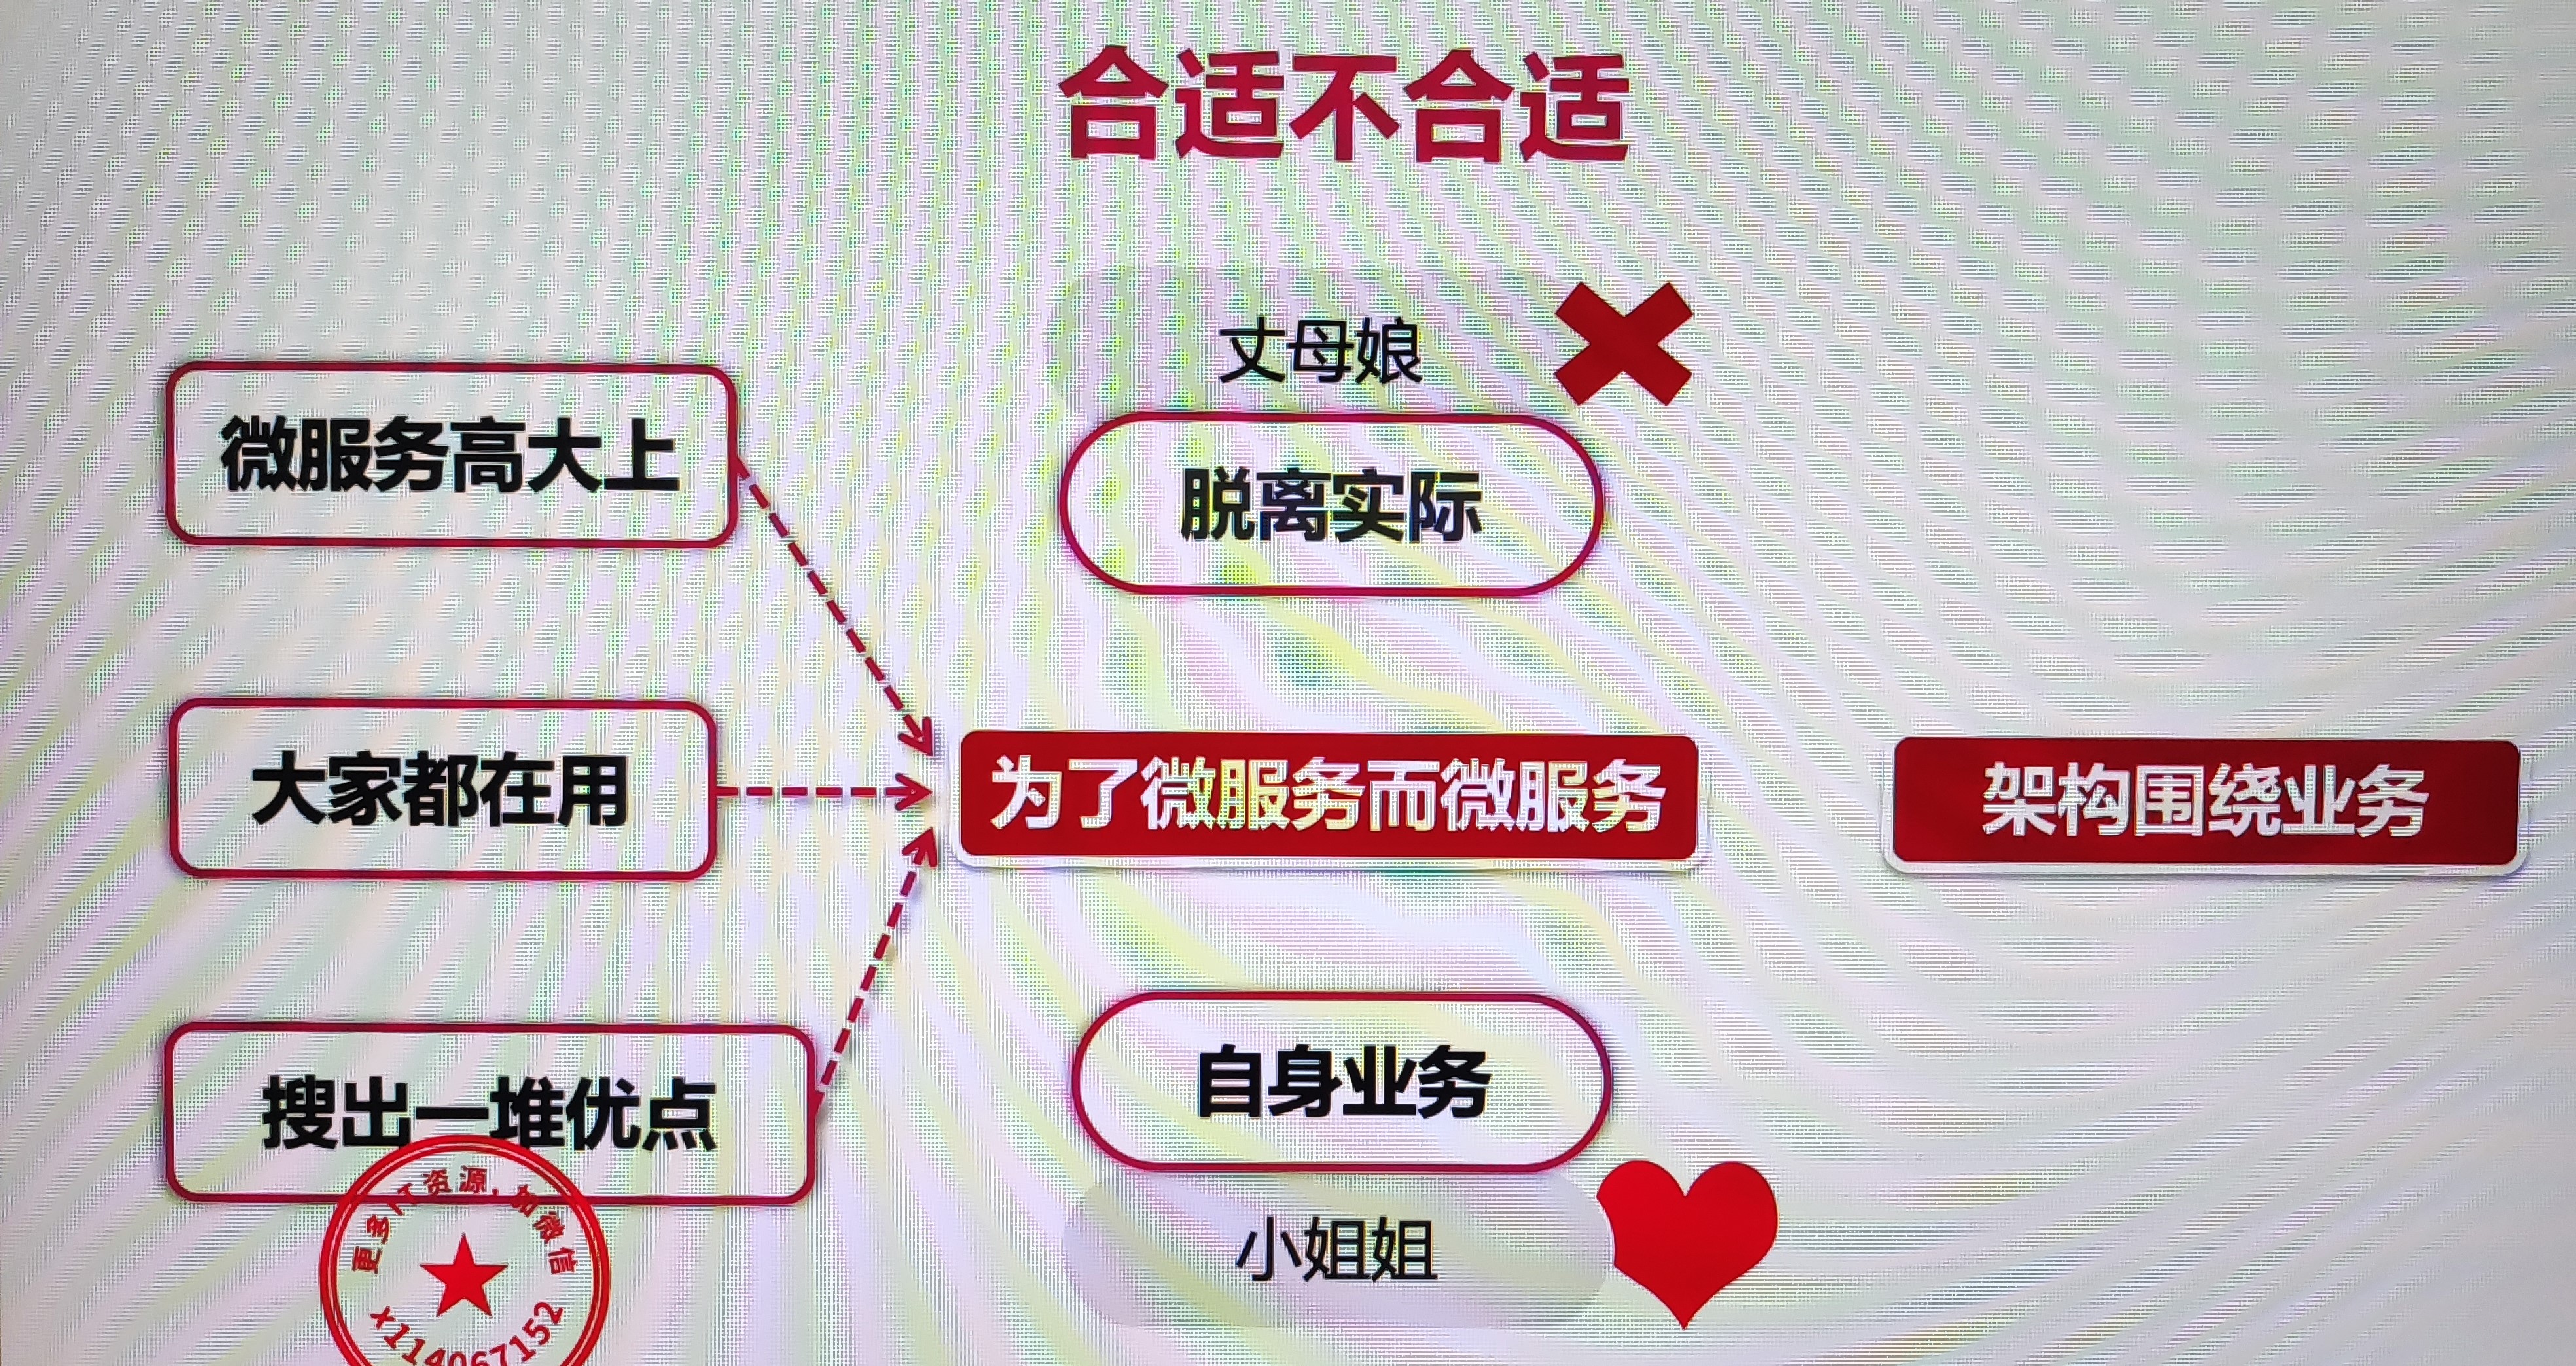 合适不合适
丈母娘
微服务高大上
脱离实际
大家都在用
为了微服务而微服务
架构围绕业务
搜出一堆优点
自身业务
小姐姐
更多IT资源,加微信
x114067152